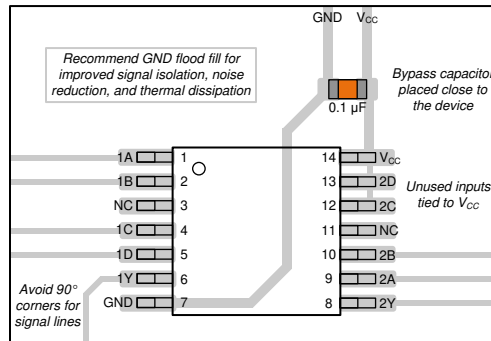 GND VCC
Recommend GND flood fill for
improved signal isolation, noise
reduction, and thermal dissipation
Bypass capacitor
placed close to
the device
0.1 µF
1A 1 14 VCC
1B 2 13 2D
NC 3 12 2C
1C 4 11 NC
1D 5 10 2B
1Y 6 9 2A
GND 7 8 2Y
Unused inputs
tied to VCC
Avoid 90°
corners for
signal lines